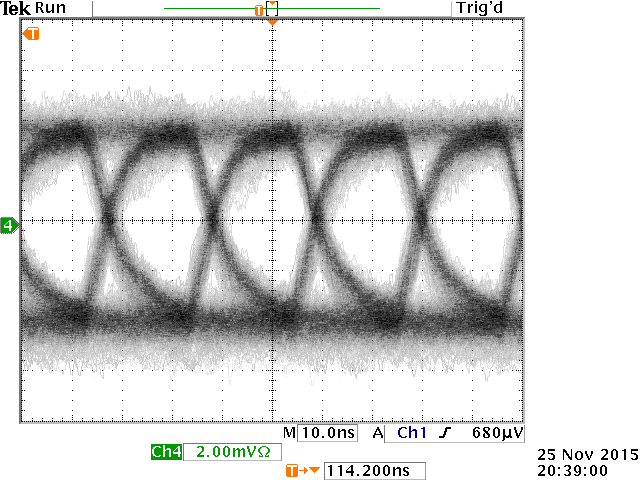 Tek Run Trig'd
T
T
4
M 10.0ns A Ch1 680µV
Ch4 2.00mVΩ
T 114.200ns
25 Nov 2015
20:39:00